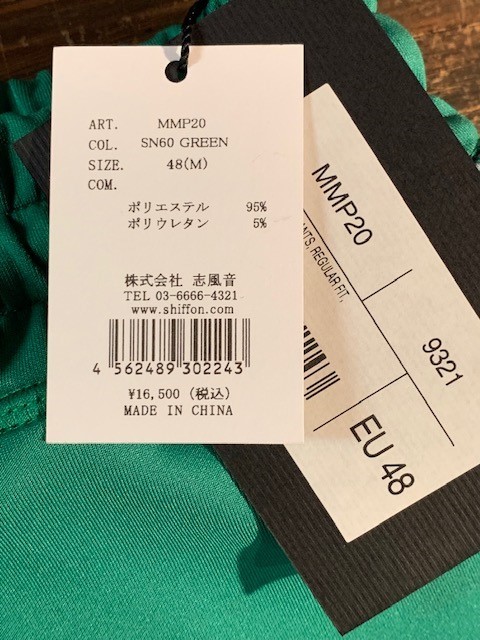 ART. MMP20
COL. SN60 GREEN
SIZE. 48(M)
COM.
ポリエステル 95%
ポリウレタン 5%
株式会社 志風音
TEL 03-6666-4321
www.shiffon.com
4 562489 302243
¥16,500 (税込)
MADE IN CHINA
MMP20
REGULAR FIT,
9321
EU 48